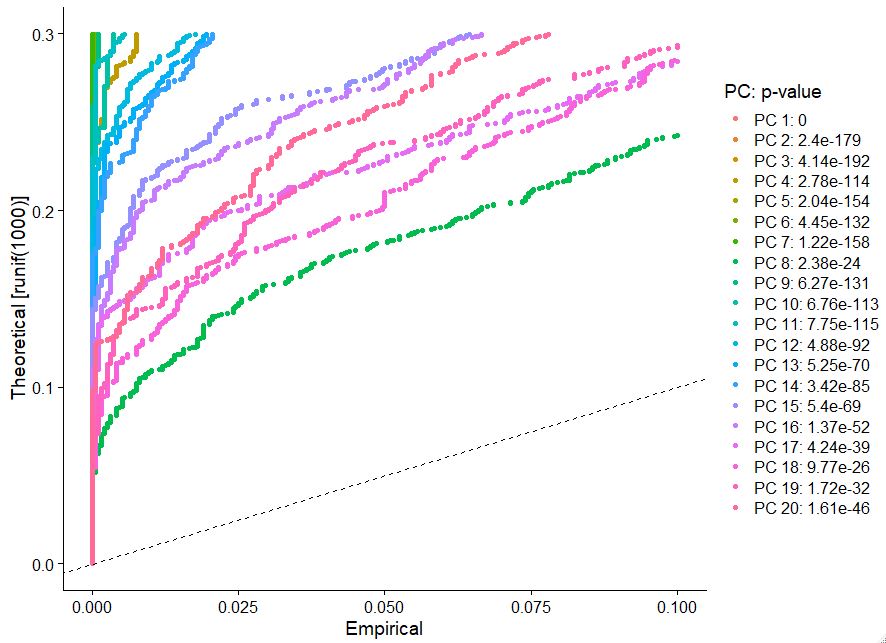 0.3
0.2
0.1
0.0
Theoretical [runif(1000)]
0.000
0.025
0.050
0.075
0.100
Empirical
PC: p-value
PC 1: 0
PC 2: 2.4e-179
PC 3: 4.14e-192
PC 4: 2.78e-114
PC 5: 2.04e-154
PC 6: 4.45e-132
PC 7: 1.22e-158
PC 8: 2.38e-24
PC 9: 6.27e-131
PC 10: 6.76e-113
PC 11: 7.75e-115
PC 12: 4.88e-92
PC 13: 5.25e-70
PC 14: 3.42e-85
PC 15: 5.4e-69
PC 16: 1.37e-52
PC 17: 4.24e-39
PC 18: 9.77e-26
PC 19: 1.72e-32
PC 20: 1.61e-46